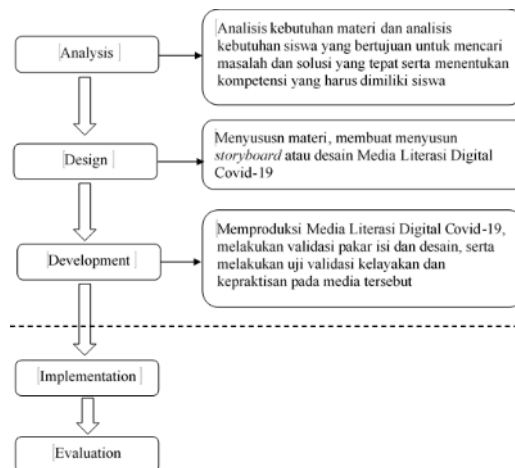 Analysis
Analisis kebutuhan materi dan analisis
kebutuhan siswa yang bertujuan untuk mencari
masalah dan solusi yang tepat serta menentukan
kompetensi yang harus dimiliki siswa
Design
Menyususn materi, membuat menyusun
storyboard atau desain Media Literasi Digital
Covid-19
Development
Memproduksi Media Literasi Digital Covid-19,
melakukan validasi pakar isi dan desain, serta
melakukan uji validasi kelayakan dan
kepraktisan pada media tersebut
Implementation
Evaluation